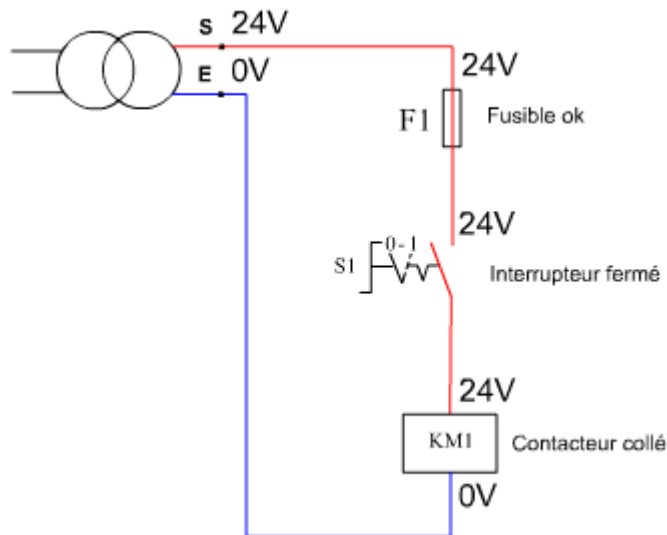 S 24V
E 0V
24V
F1 Fusible ok
24V
0-1
S1 Interrupteur fermé
24V
KM1 Contacteur collé
0V